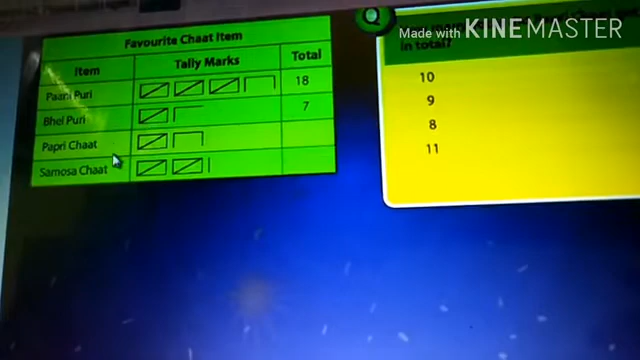 Made with KINEMASTER
Favourite Chaat Item
Item Tally Marks Total
Paani Puri 18
Bhel Puri 7
Papri Chaat
Samosa Chaat
Q
in total?
10
9
8
11